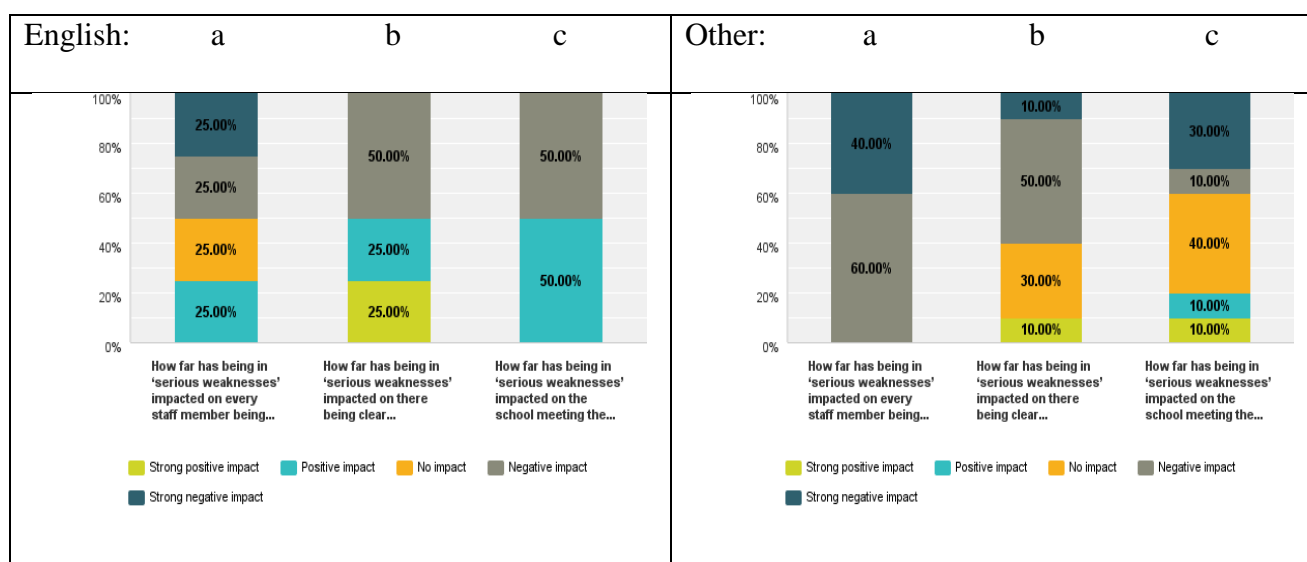 English: a b c
100%
80%
60%
40%
20%
0%
25.00%
25.00%
25.00%
25.00%
50.00%
25.00%
25.00%
50.00%
50.00%
How far has being in
‘serious weaknesses’
impacted on every
staff member being...
How far has being in
‘serious weaknesses’
impacted on there
being clear...
How far has being in
‘serious weaknesses’
impacted on the
school meeting the...
Strong positive impact
Positive impact
No impact
Negative impact
Strong negative impact
Other: a b c
100%
80%
60%
40%
20%
0%
40.00%
60.00%
10.00%
50.00%
30.00%
10.00%
30.00%
10.00%
40.00%
10.00%
10.00%
How far has being in
‘serious weaknesses’
impacted on every
staff member being...
How far has being in
‘serious weaknesses’
impacted on there
being clear...
How far has being in
‘serious weaknesses’
impacted on the
school meeting the...
Strong positive impact
Positive impact
No impact
Negative impact
Strong negative impact